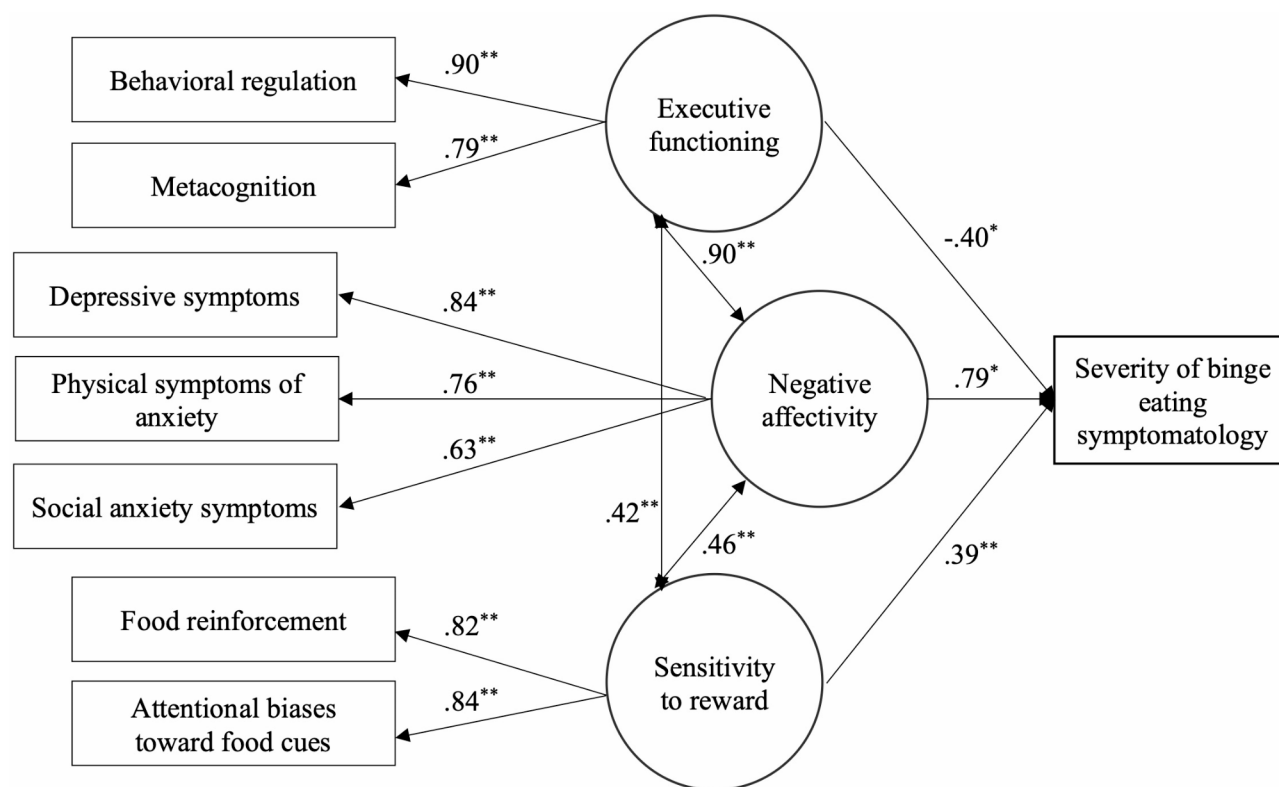 Behavioral regulation
.90**
Executive
functioning
.79**
Metacognition
-.40*
.90**
Depressive symptoms
.84**
Physical symptoms of
anxiety
.76**
Negative
affectivity
.79*
Severity of binge
eating
symptomatology
.63**
Social anxiety symptoms
.42**
.46**
.39**
Food reinforcement
.82**
Sensitivity
to reward
.84**
Attentional biases
toward food cues